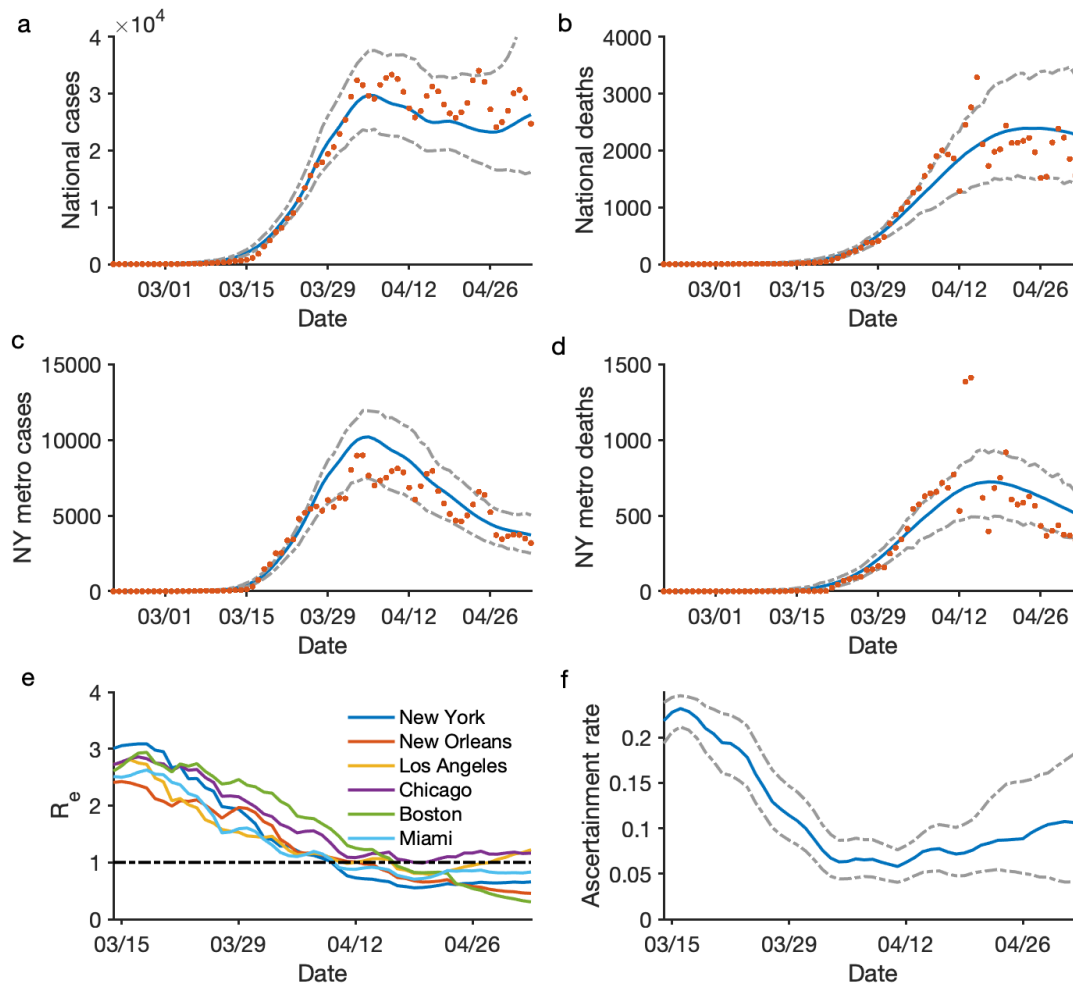 a
×10⁴
National cases
4
3
2
1
0
03/01 03/15 03/29 04/12 04/26
Date
b
National deaths
4000
3000
2000
1000
0
03/01 03/15 03/29 04/12 04/26
Date
c
NY metro cases
15000
10000
5000
0
03/01 03/15 03/29 04/12 04/26
Date
d
NY metro deaths
1500
1000
500
0
03/01 03/15 03/29 04/12 04/26
Date
e
Rₑ
4
3
2
1
0
New York
New Orleans
Los Angeles
Chicago
Boston
Miami
03/15 03/29 04/12 04/26
Date
f
Ascertainment rate
0.2
0.15
0.1
0.05
0
03/15 03/29 04/12 04/26
Date